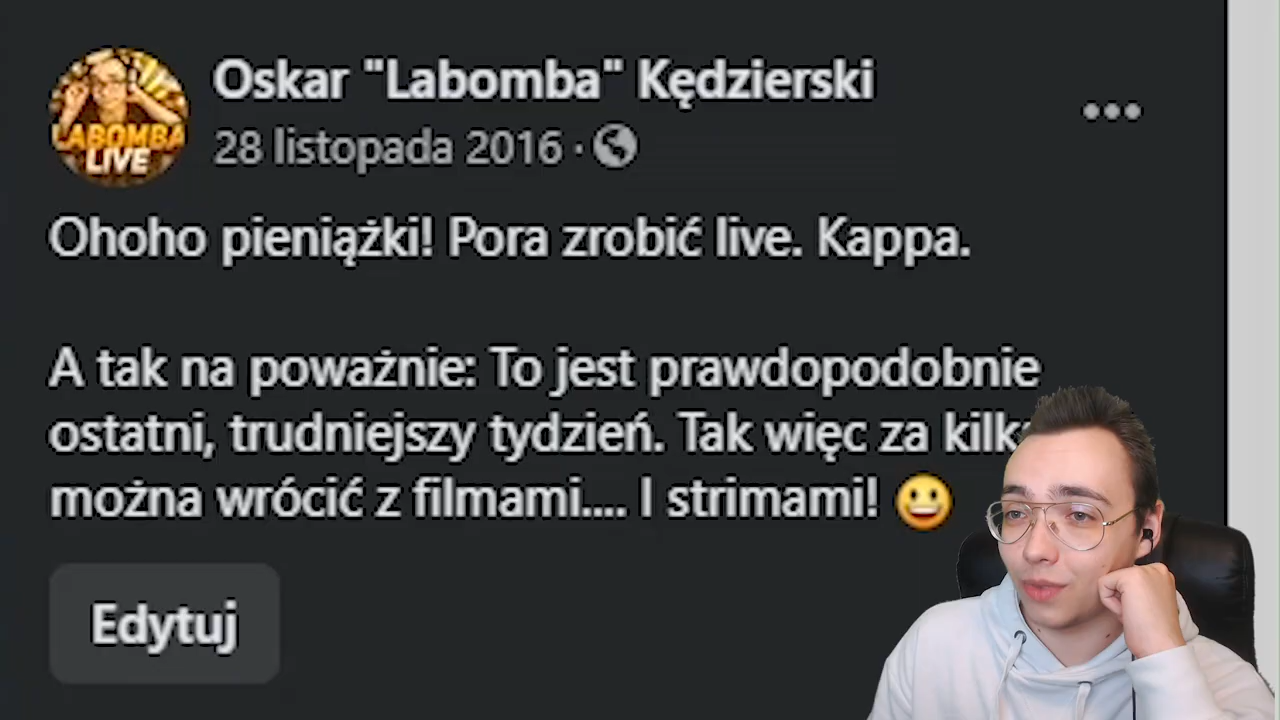 LABOMBA
LIVE
Oskar "Labomba" Kędzierski
28 listopada 2016 ·
Ohoho pieniążki! Pora zrobić live. Kappa.
A tak na poważnie: To jest prawdopodobnie
ostatni, trudniejszy tydzień. Tak więc za
można wrócić z filmami.... I strimami! 😀
Edytuj